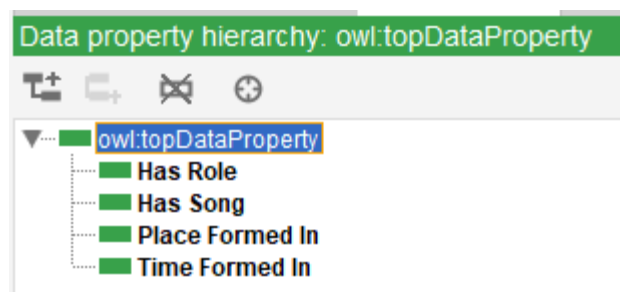 Data property hierarchy: owl:topDataProperty
owl:topDataProperty
Has Role
Has Song
Place Formed In
Time Formed In